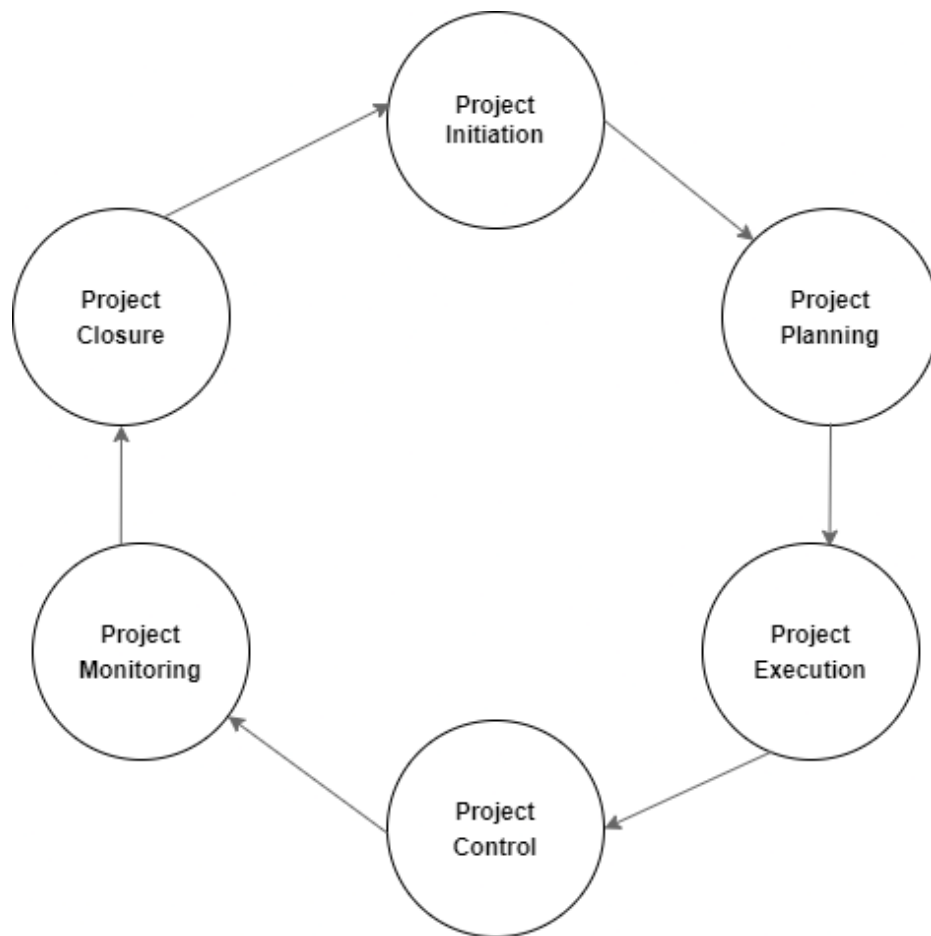 Project
Initiation
Project
Planning
Project
Execution
Project
Control
Project
Monitoring
Project
Closure